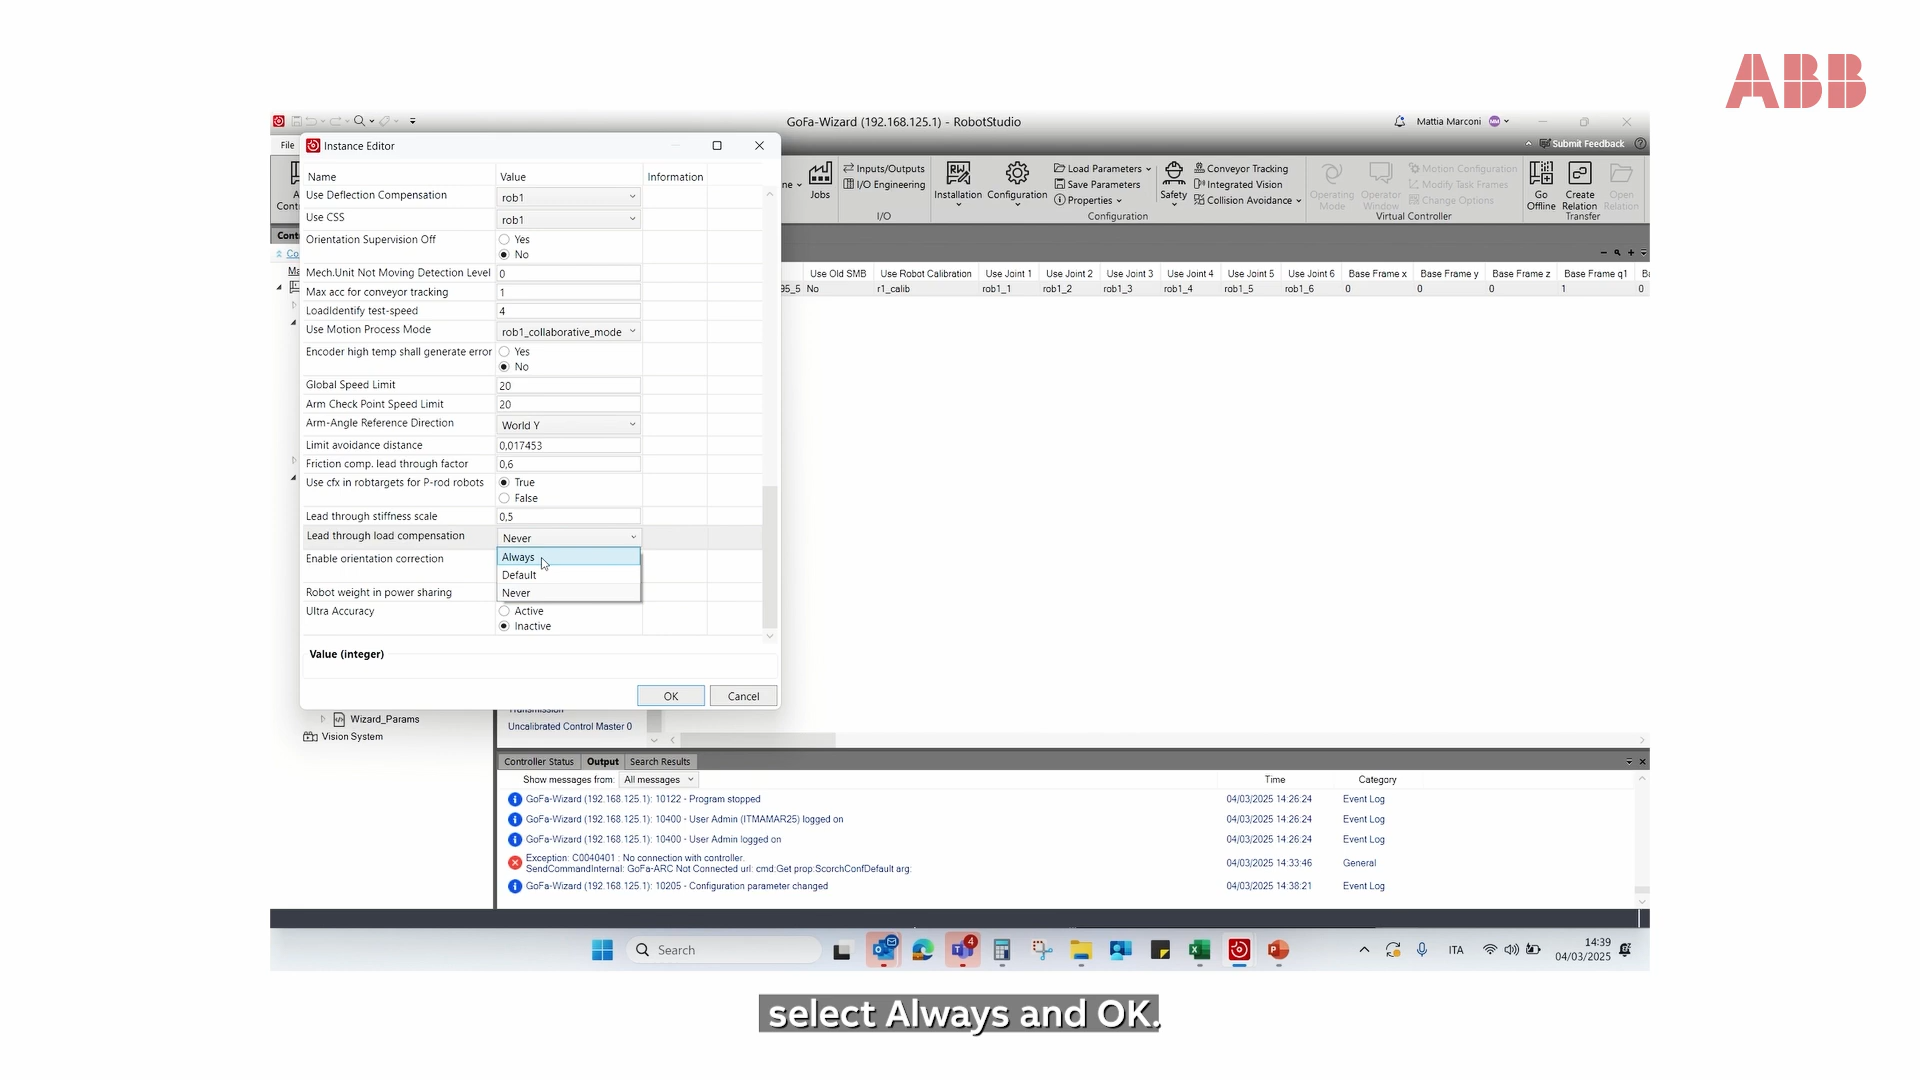 ABB
GoFa-Wizard (192.168.125.1) - RobotStudio
Mattia Marconi
MM
File
Instance Editor
Submit Feedback
Name
Value
Information
Use Deflection Compensation
rob1
Use CSS
rob1
Orientation Supervision Off
Yes
No
Mech.Unit Not Moving Detection Level
0
Max acc for conveyor tracking
1
LoadIdentify test-speed
4
Use Motion Process Mode
rob1_collaborative_mode
Encoder high temp shall generate error
Yes
No
Global Speed Limit
20
Arm Check Point Speed Limit
20
Arm-Angle Reference Direction
World Y
Limit avoidance distance
0,017453
Friction comp. lead through factor
0,6
Use cfx in robtargets for P-rod robots
True
False
Lead through stiffness scale
0,5
Lead through load compensation
Never
Always
Default
Never
Enable orientation correction
Robot weight in power sharing
Ultra Accuracy
Active
Inactive
Value (integer)
OK
Cancel
Jobs
Inputs/Outputs
I/O Engineering
I/O
Installation
Configuration
Load Parameters
Save Parameters
Properties
Configuration
Safety
Conveyor Tracking
Integrated Vision
Collision Avoidance
Operating Mode
Operator Window
Motion Configuration
Modify Task Frames
Change Options
Virtual Controller
Go Offline
Create Relation
Open Relation
Transfer
Use Old SMB
Use Robot Calibration
Use Joint 1
Use Joint 2
Use Joint 3
Use Joint 4
Use Joint 5
Use Joint 6
Base Frame x
Base Frame y
Base Frame z
Base Frame q1
95_5
No
r1_calib
rob1_1
rob1_2
rob1_3
rob1_4
rob1_5
rob1_6
0
0
0
1
0
Wizard_Params
Vision System
Uncalibrated Control Master 0
Controller Status
Output
Search Results
Show messages from:
All messages
Time
Category
GoFa-Wizard (192.168.125.1): 10122 - Program stopped
04/03/2025 14:26:24
Event Log
GoFa-Wizard (192.168.125.1): 10400 - User Admin (ITMAMAR25) logged on
04/03/2025 14:26:24
Event Log
GoFa-Wizard (192.168.125.1): 10400 - User Admin logged on
04/03/2025 14:26:24
Event Log
Exception: C0040401 : No connection with controller.
SendCommandInternal: GoFa-ARC Not Connected url: cmd:Get prop:ScorchConfDefault arg:
04/03/2025 14:33:46
General
GoFa-Wizard (192.168.125.1): 10205 - Configuration parameter changed
04/03/2025 14:38:21
Event Log
Search
4
ITA
14:39
04/03/2025
select Always and OK.